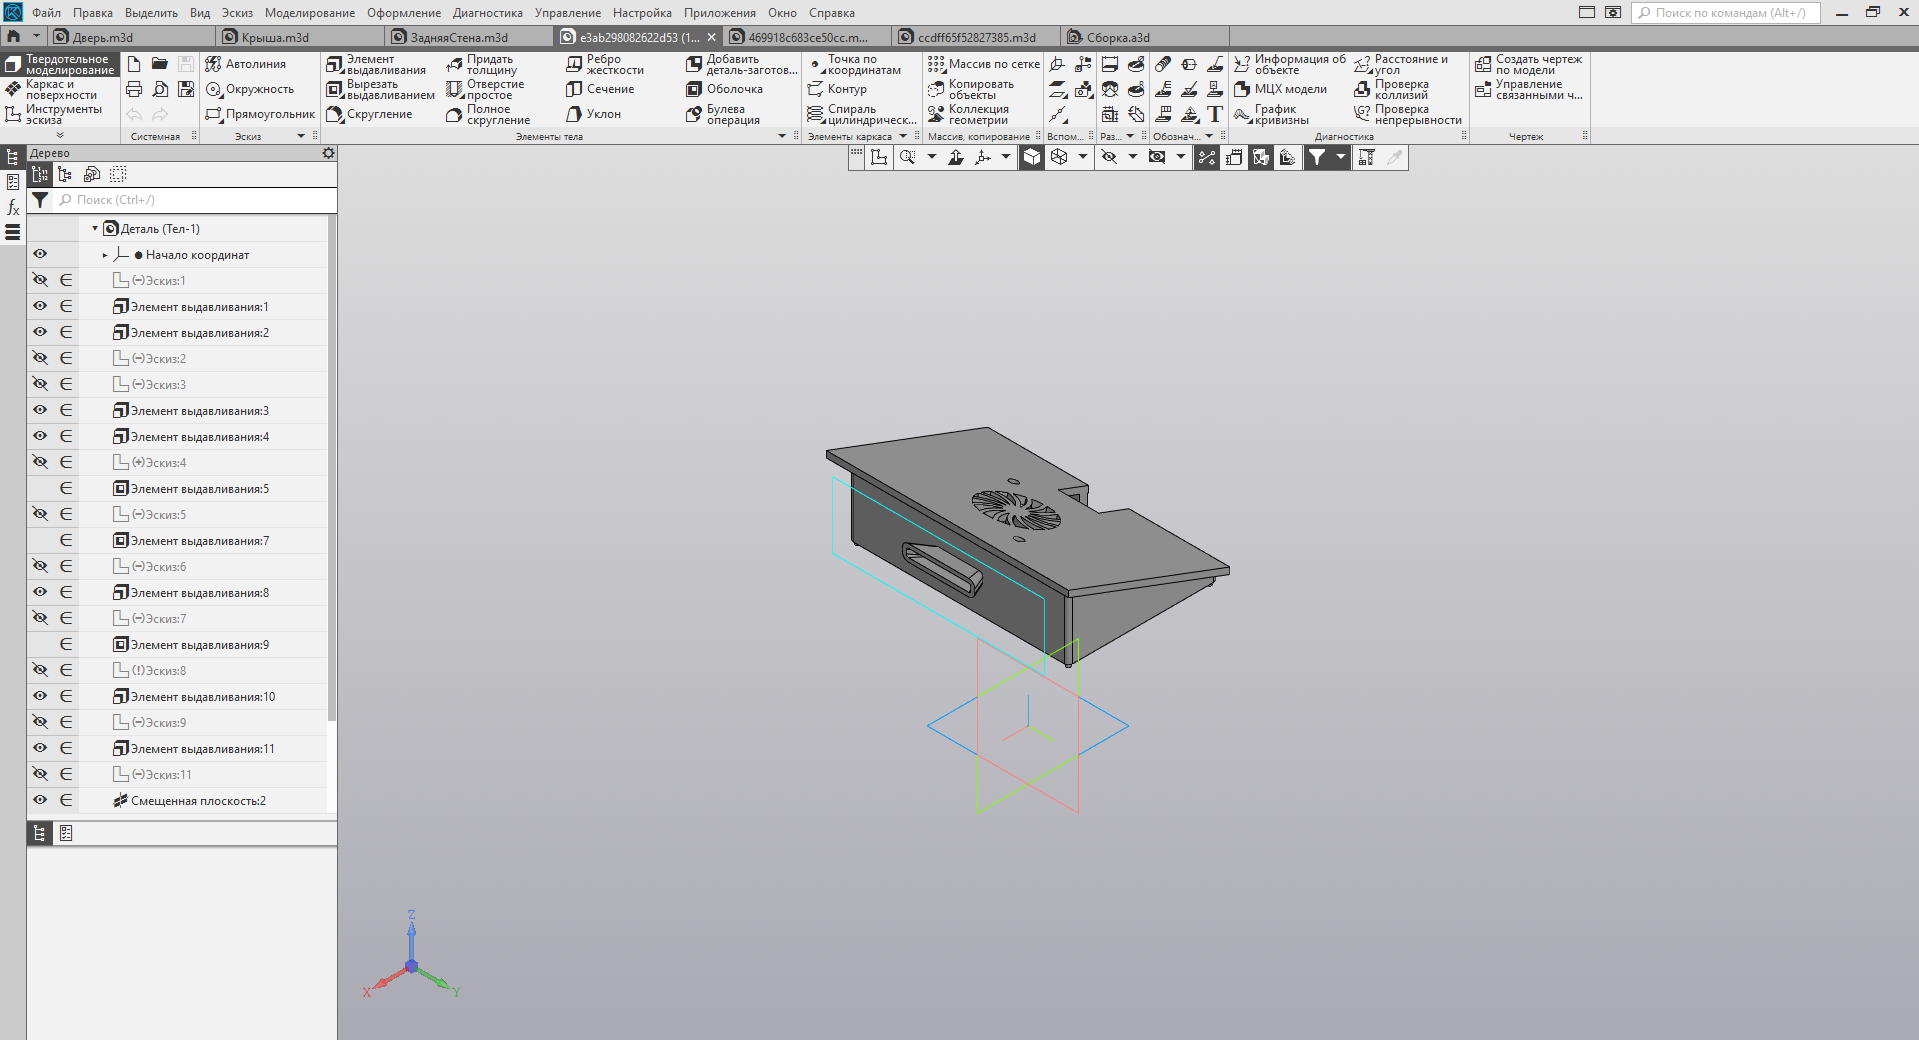 Файл Правка Выделить Вид Эскиз Моделирование Оформление Диагностика Управление Настройка Приложения Окно Справка
Поиск по командам (Alt+/)
Дверь.m3d
Крыша.m3d
ЗадняяСтена.m3d
e3ab298082622d53 (1...
469918c683ce50cc.m...
ccdff65f52827385.m3d
Сборка.a3d
Твердотельное
моделирование
Каркас и
поверхности
Инструменты
эскиза
Системная
Автолиния
Окружность
Прямоугольник
Эскиз
Элемент
выдавливания
Вырезать
выдавливанием
Скругление
Придать
толщину
Отверстие
простое
Полное
скругление
Ребро
жесткости
Сечение
Уклон
Добавить
деталь-заготов...
Оболочка
Булева
операция
Элементы тела
Точка по
координатам
Контур
Спираль
цилиндрическ...
Элементы каркаса
Массив по сетке
Копировать
объекты
Коллекция
геометрии
Массив, копирование
Вспом...
Раз...
Обознач...
Информация об
объекте
МЦХ модели
График
кривизны
Расстояние и
угол
Проверка
коллизий
Проверка
непрерывности
Диагностика
Создать чертеж
по модели
Управление
связанными ч...
Чертеж
Дерево
Поиск (Ctrl+/)
Деталь (Тел-1)
Начало координат
(−)Эскиз:1
Элемент выдавливания:1
Элемент выдавливания:2
(−)Эскиз:2
(−)Эскиз:3
Элемент выдавливания:3
Элемент выдавливания:4
(+)Эскиз:4
Элемент выдавливания:5
(−)Эскиз:5
Элемент выдавливания:7
(−)Эскиз:6
Элемент выдавливания:8
(−)Эскиз:7
Элемент выдавливания:9
(!)Эскиз:8
Элемент выдавливания:10
(−)Эскиз:9
Элемент выдавливания:11
(−)Эскиз:11
Смещенная плоскость:2
Z
X
Y